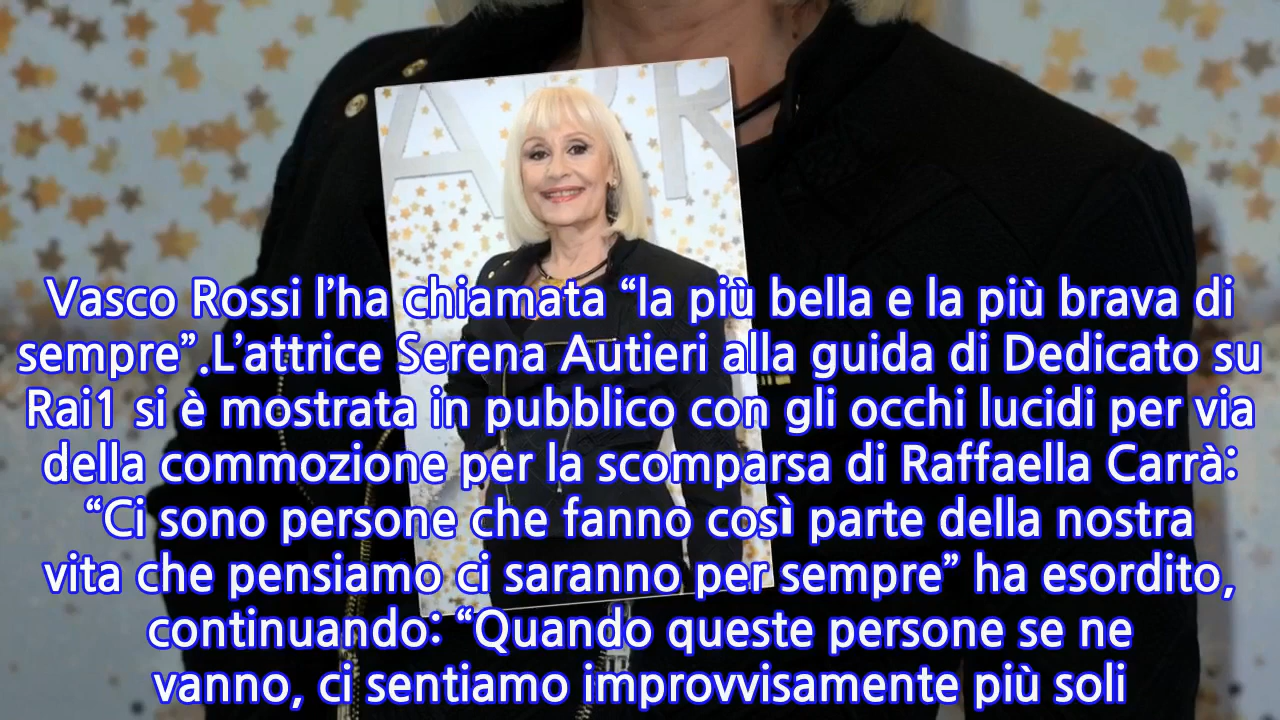 ARR
Vasco Rossi l’ha chiamata “la più bella e la più brava di
sempre”.L’attrice Serena Autieri alla guida di Dedicato su
Rai1 si è mostrata in pubblico con gli occhi lucidi per via
della commozione per la scomparsa di Raffaella Carrà:
“Ci sono persone che fanno così parte della nostra
vita che pensiamo ci saranno per sempre” ha esordito,
continuando: “Quando queste persone se ne
vanno, ci sentiamo improvvisamente più soli